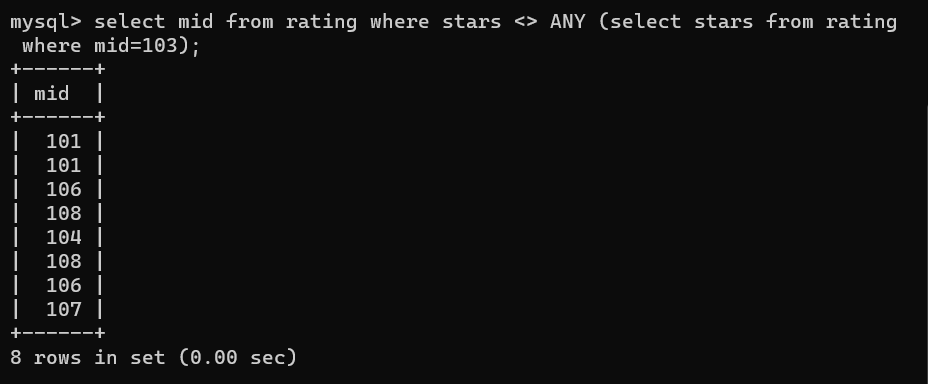 mysql> select mid from rating where stars <> ANY (select stars from rating
 where mid=103);
+------+
| mid  |
+------+
|  101 |
|  101 |
|  106 |
|  108 |
|  104 |
|  108 |
|  106 |
|  107 |
+------+
8 rows in set (0.00 sec)